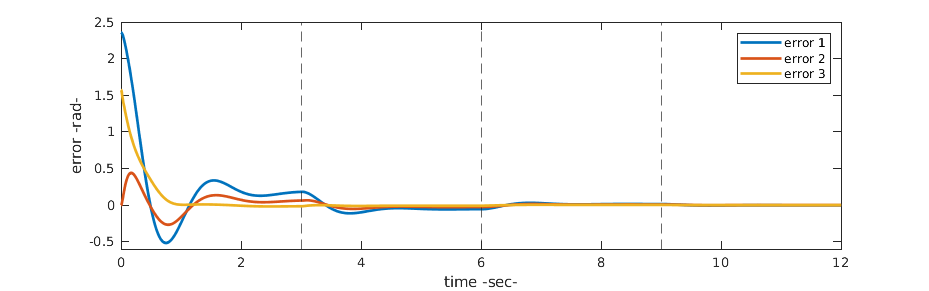 2.5
2
1.5
1
0.5
0
-0.5
error -rad-
error 1
error 2
error 3
0 2 4 6 8 10 12
time -sec-